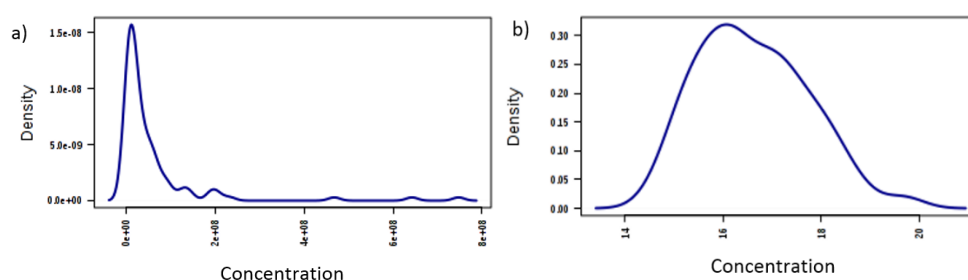 a)
1.5e-08
1.0e-08
5.0e-09
0.0e+00
Density
0e+00
2e+08
4e+08
6e+08
8e+08
Concentration
b)
0.30
0.25
0.20
0.15
0.10
0.05
0.00
Density
14
16
18
20
Concentration